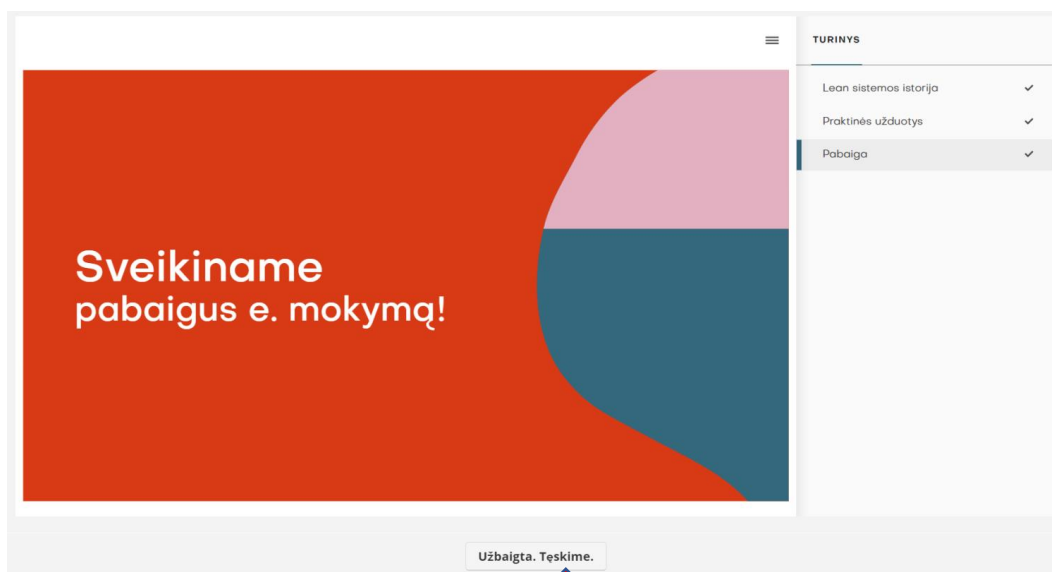 TURINYS
Lean sistemos istorija
Praktinės užduotys
Pabaiga
Sveikiname
pabaigus e. mokymą!
Užbaigta. Tęskime.